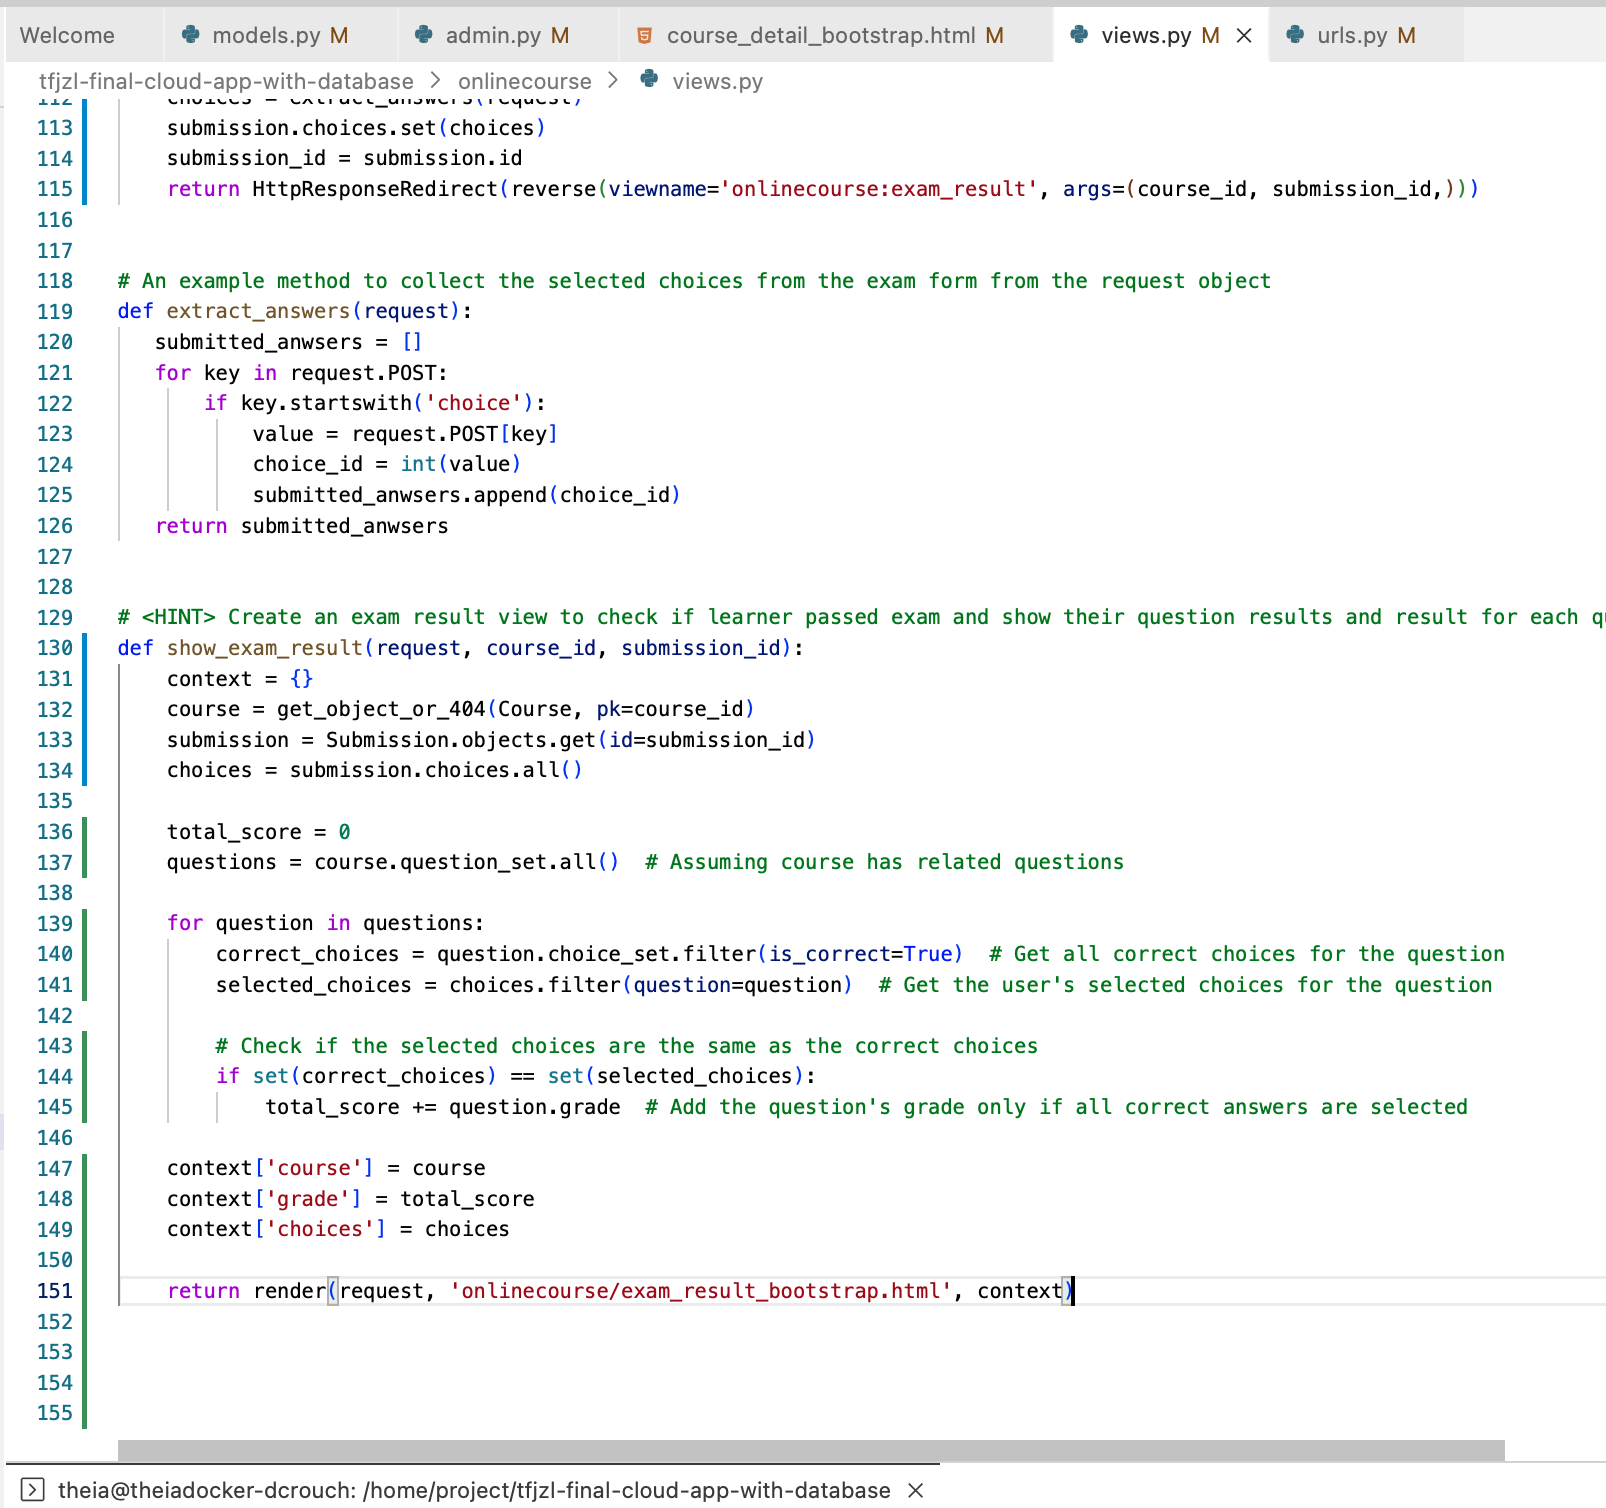 Welcome models.py M admin.py M course_detail_bootstrap.html M views.py M × urls.py M
tfjzl-final-cloud-app-with-database > onlinecourse > views.py
112 choices = extract_answers(request)
113 submission.choices.set(choices)
114 submission_id = submission.id
115 return HttpResponseRedirect(reverse(viewname='onlinecourse:exam_result', args=(course_id, submission_id,)))
116
117
118 # An example method to collect the selected choices from the exam form from the request object
119 def extract_answers(request):
120 submitted_anwsers = []
121 for key in request.POST:
122 if key.startswith('choice'):
123 value = request.POST[key]
124 choice_id = int(value)
125 submitted_anwsers.append(choice_id)
126 return submitted_anwsers
127
128
129 # <HINT> Create an exam result view to check if learner passed exam and show their question results and result for each
130 def show_exam_result(request, course_id, submission_id):
131 context = {}
132 course = get_object_or_404(Course, pk=course_id)
133 submission = Submission.objects.get(id=submission_id)
134 choices = submission.choices.all()
135
136 total_score = 0
137 questions = course.question_set.all() # Assuming course has related questions
138
139 for question in questions:
140 correct_choices = question.choice_set.filter(is_correct=True) # Get all correct choices for the question
141 selected_choices = choices.filter(question=question) # Get the user's selected choices for the question
142
143 # Check if the selected choices are the same as the correct choices
144 if set(correct_choices) == set(selected_choices):
145 total_score += question.grade # Add the question's grade only if all correct answers are selected
146
147 context['course'] = course
148 context['grade'] = total_score
149 context['choices'] = choices
150
151 return render(request, 'onlinecourse/exam_result_bootstrap.html', context)
152
153
154
155
theia@theiadocker-dcrouch: /home/project/tfjzl-final-cloud-app-with-database ×